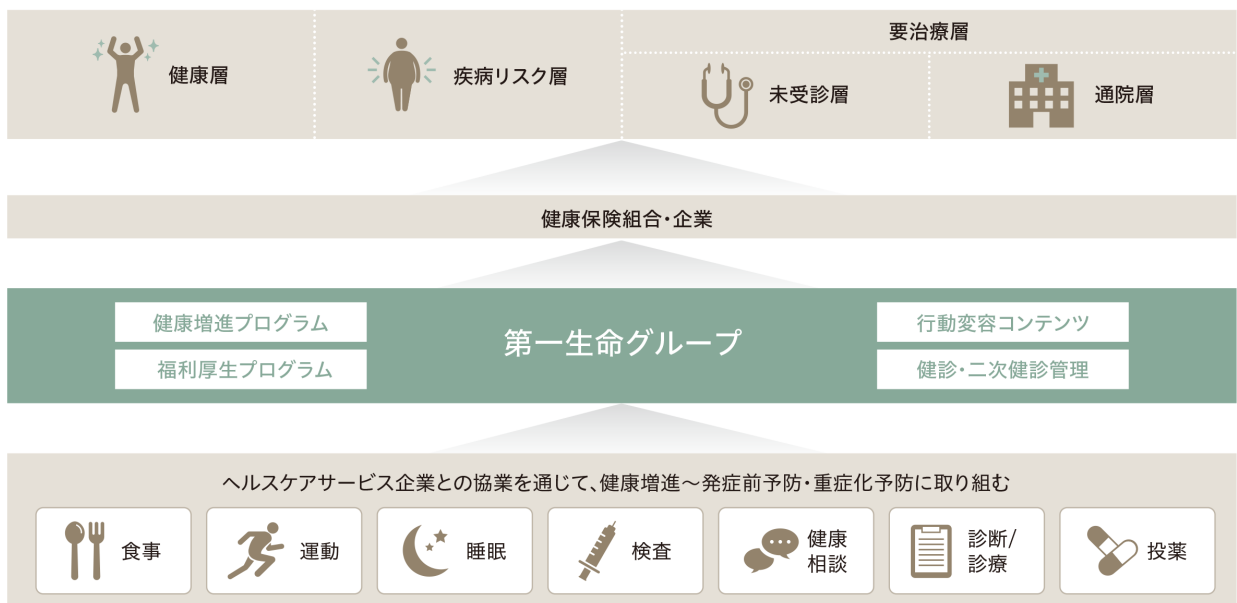 健康層
疾病リスク層
要治療層
未受診層
通院層
健康保険組合・企業
健康増進プログラム
福利厚生プログラム
第一生命グループ
行動変容コンテンツ
健診・二次健診管理
ヘルスケアサービス企業との協業を通じて、健康増進～発症前予防・重症化予防に取り組む
食事
運動
睡眠
検査
健康
相談
診断/
診療
投薬